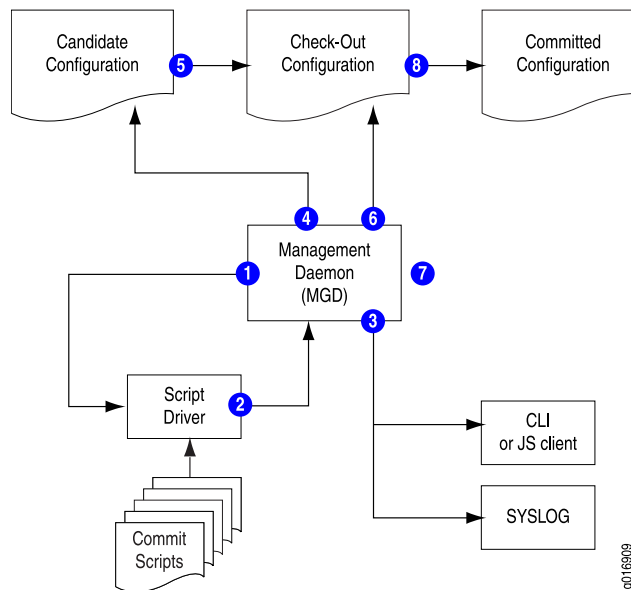 Candidate
Configuration
5
Check-Out
Configuration
8
Committed
Configuration
4
6
1
Management
Daemon
(MGD)
7
3
Script
Driver
2
CLI
or JS client
SYSLOG
Commit
Scripts
g016909